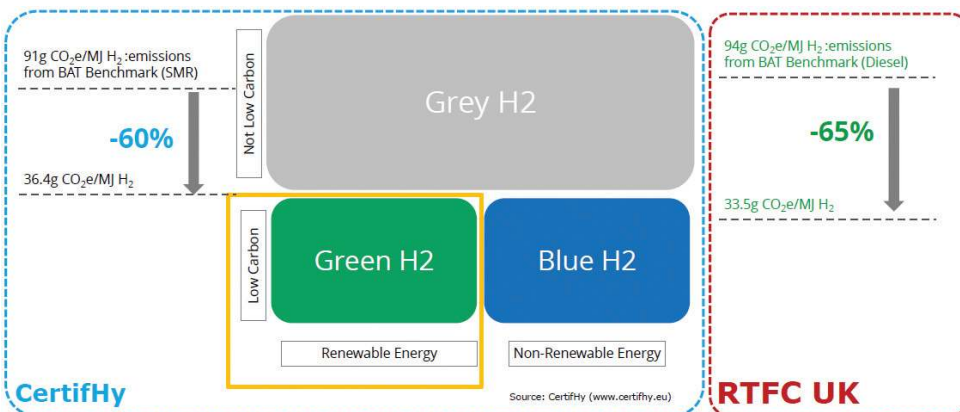 91g CO₂e/MJ H₂ :emissions
from BAT Benchmark (SMR)
-60%
36.4g CO₂e/MJ H₂
Not Low Carbon
Grey H2
Low Carbon
Green H2
Blue H2
Renewable Energy
Non-Renewable Energy
CertifHy
Source: CertifHy (www.certifhy.eu)
94g CO₂e/MJ H₂ :emissions
from BAT Benchmark (Diesel)
-65%
33.5g CO₂e/MJ H₂
RTFC UK